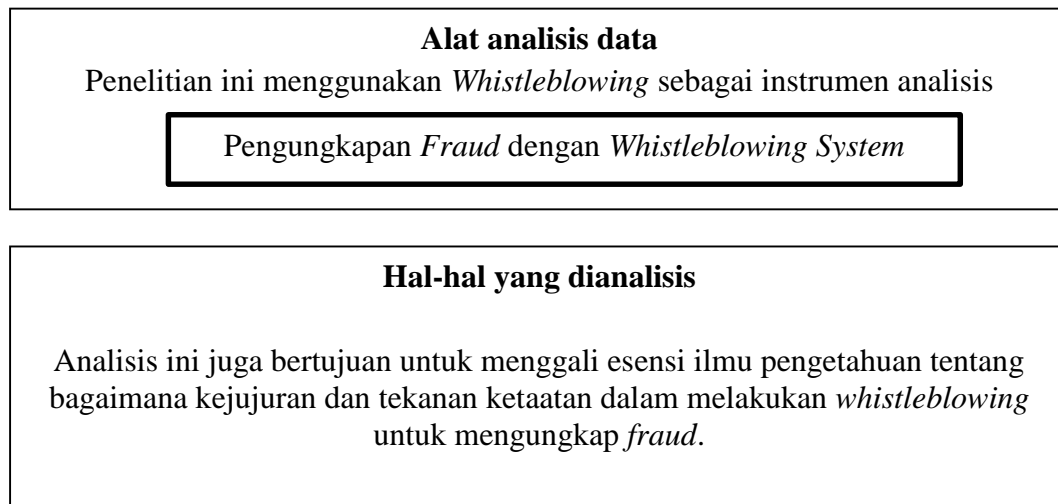 Alat analisis data
Penelitian ini menggunakan Whistleblowing sebagai instrumen analisis
Pengungkapan Fraud dengan Whistleblowing System
Hal-hal yang dianalisis
Analisis ini juga bertujuan untuk menggali esensi ilmu pengetahuan tentang
bagaimana kejujuran dan tekanan ketaatan dalam melakukan whistleblowing
untuk mengungkap fraud.